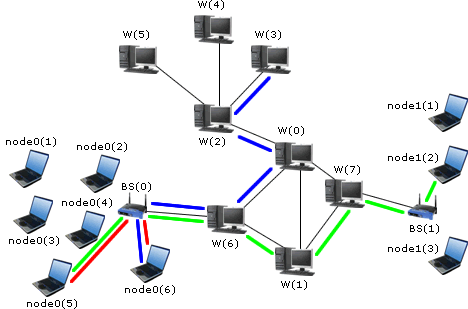 W(4)
W(5)
W(3)
W(2)
W(0)
node1(1)
node0(1)
node0(2)
node1(2)
W(7)
BS(0)
node0(4)
BS(1)
node0(3)
W(6)
node1(3)
W(1)
node0(5)
node0(6)